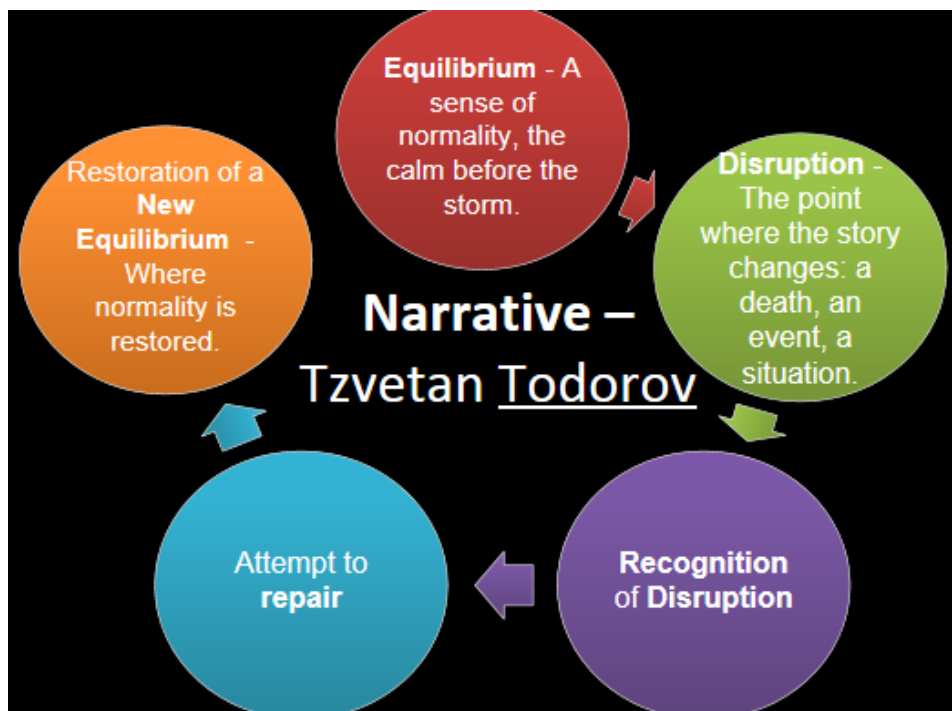 Equilibrium - A
sense of
normality, the
calm before the
storm.
Disruption -
The point
where the story
changes: a
death, an
event, a
situation.
Recognition
of Disruption
Attempt to
repair
Restoration of a
New
Equilibrium -
Where
normality is
restored.
Narrative –
Tzvetan Todorov